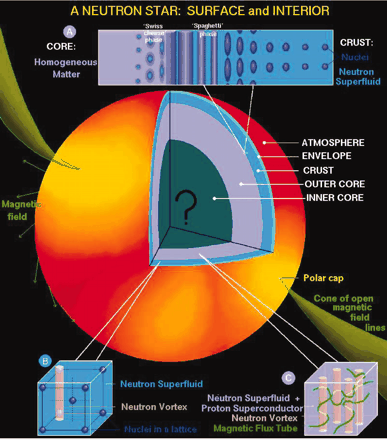 A NEUTRON STAR: SURFACE and INTERIOR
A
CORE:
Homogeneous
Matter
'Swiss
cheese'
phase
'Spaghetti'
phase
CRUST:
Nuclei
Neutron
Superfluid
ATMOSPHERE
ENVELOPE
CRUST
OUTER CORE
INNER CORE
?
Magnetic
field
Polar cap
Cone of open
magnetic
field
lines
B
Neutron Superfluid
Neutron Vortex
Nuclei in a lattice
C
Neutron Superfluid +
Proton Superconductor
Neutron Vortex
Magnetic Flux Tube